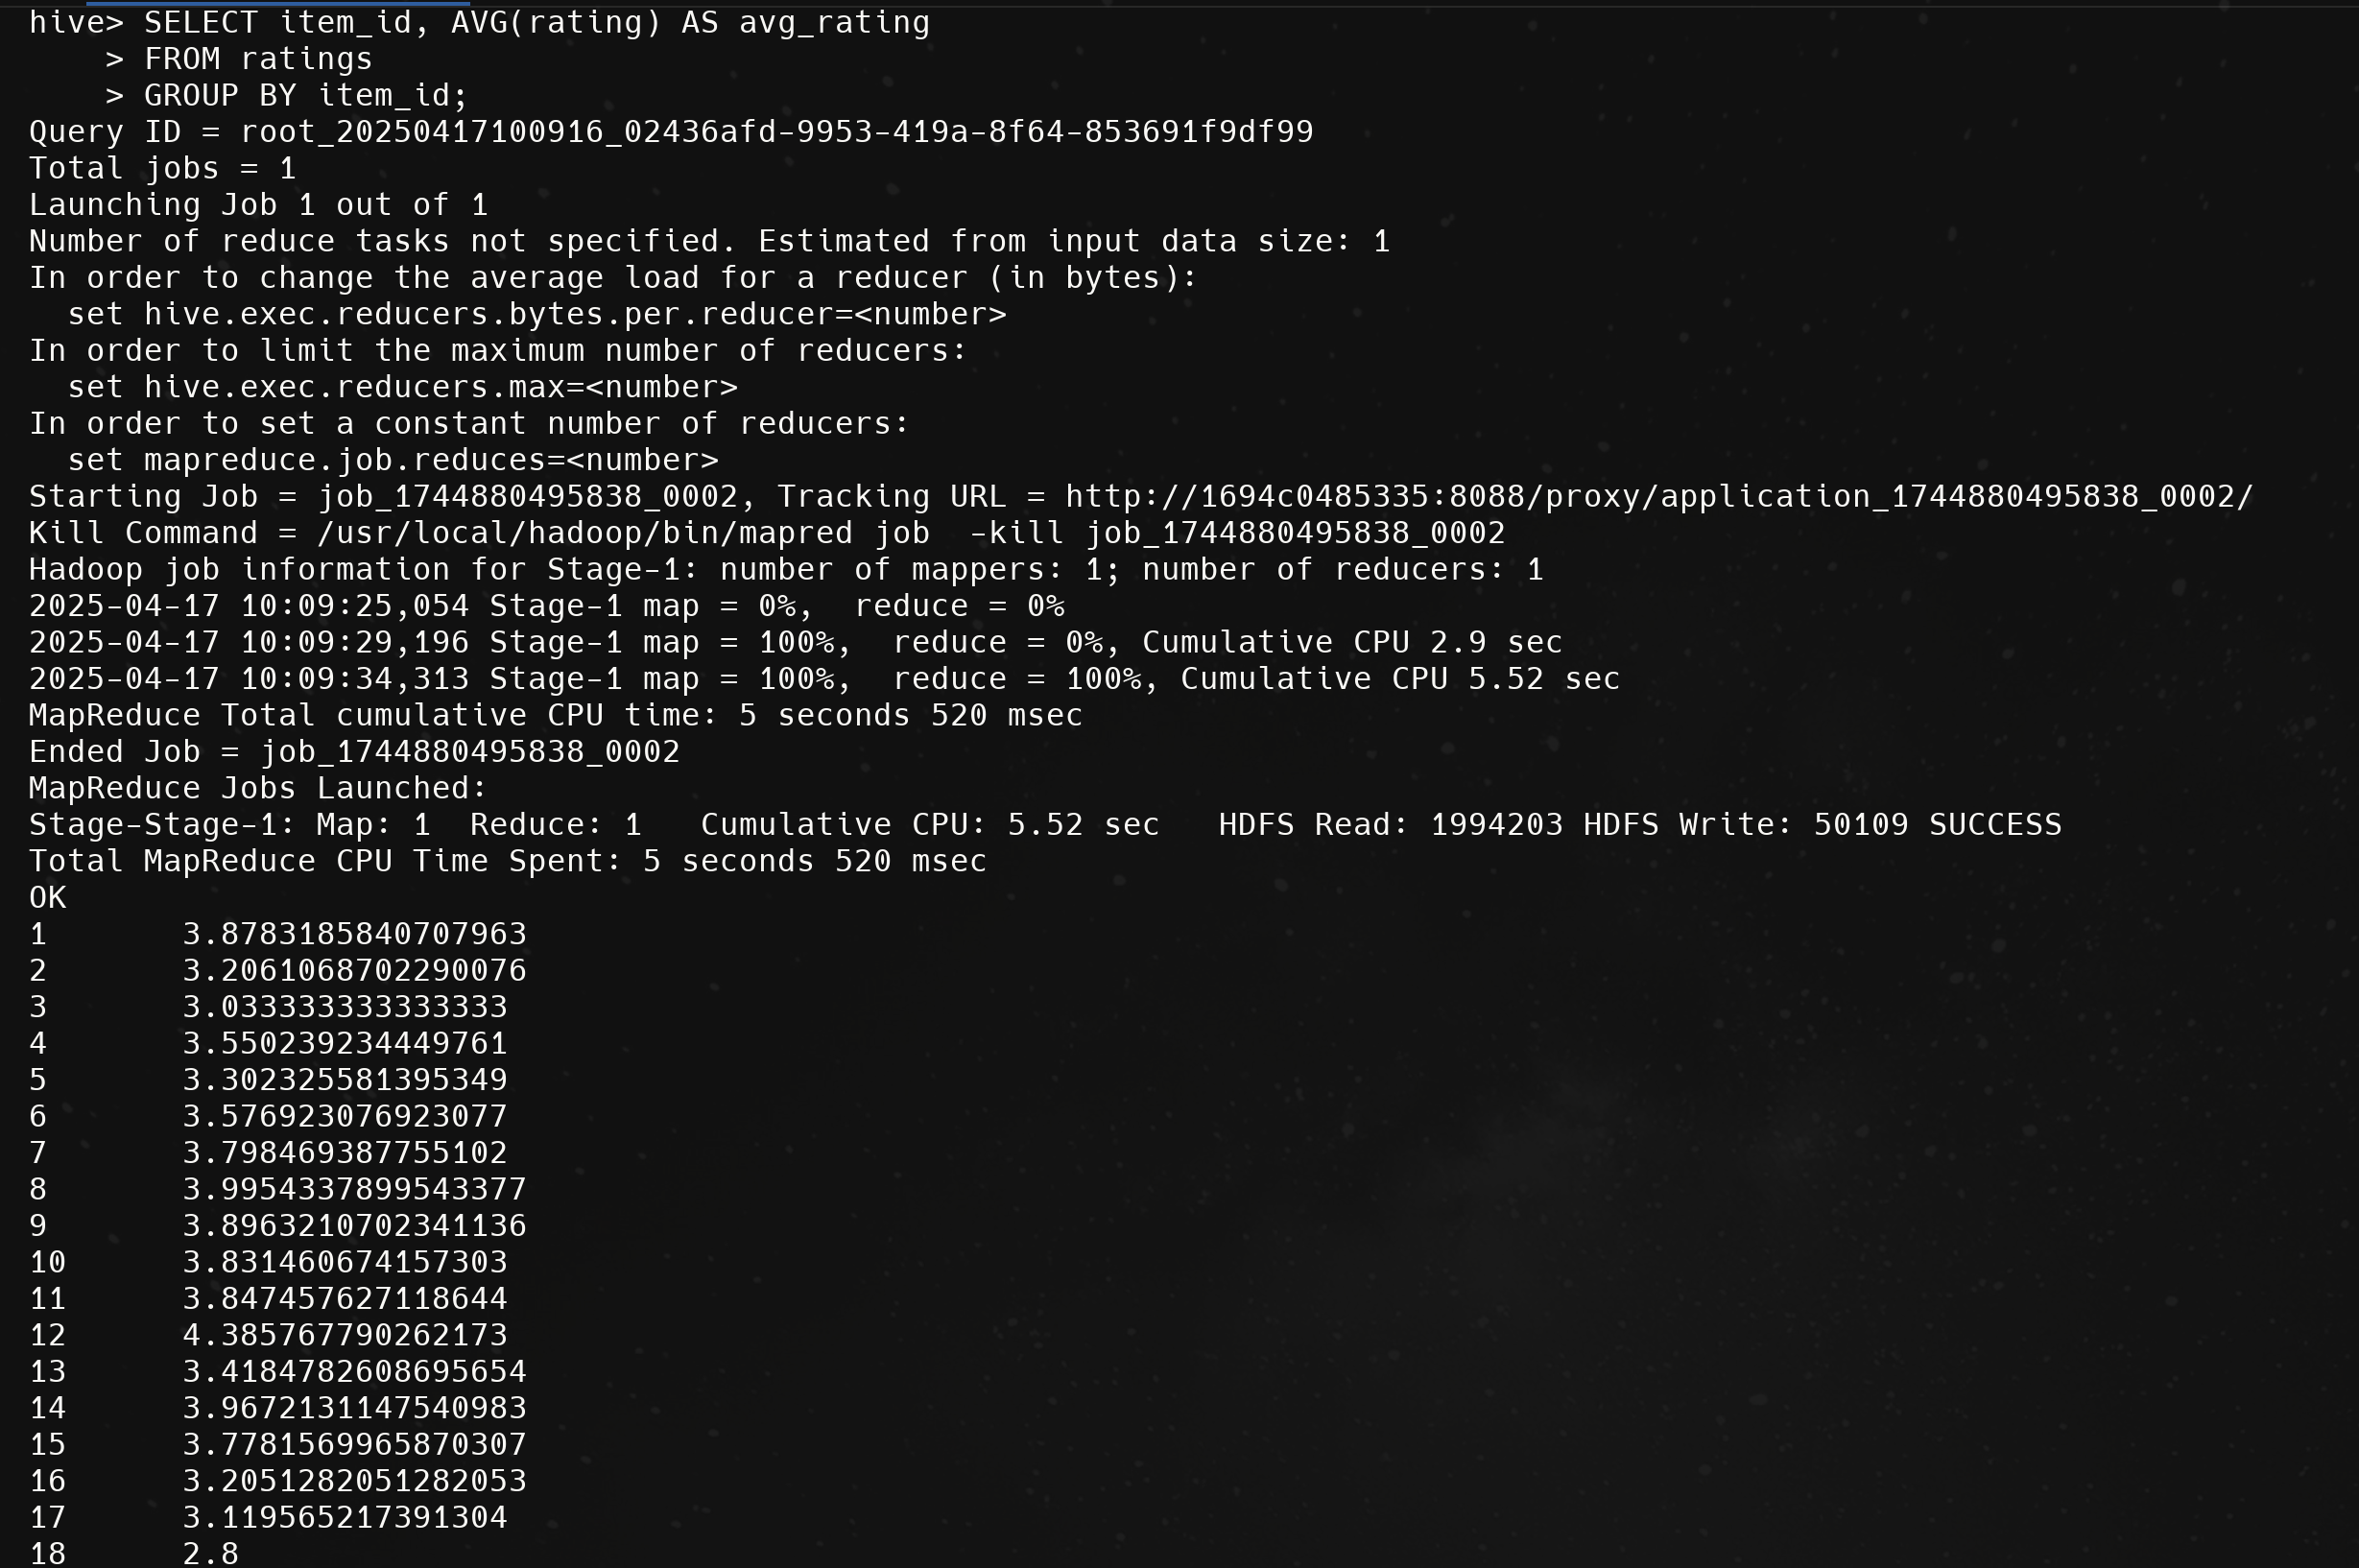 hive> SELECT item_id, AVG(rating) AS avg_rating
    > FROM ratings
    > GROUP BY item_id;
Query ID = root_20250417100916_02436afd-9953-419a-8f64-853691f9df99
Total jobs = 1
Launching Job 1 out of 1
Number of reduce tasks not specified. Estimated from input data size: 1
In order to change the average load for a reducer (in bytes):
  set hive.exec.reducers.bytes.per.reducer=<number>
In order to limit the maximum number of reducers:
  set hive.exec.reducers.max=<number>
In order to set a constant number of reducers:
  set mapreduce.job.reduces=<number>
Starting Job = job_1744880495838_0002, Tracking URL = http://1694c0485335:8088/proxy/application_1744880495838_0002/
Kill Command = /usr/local/hadoop/bin/mapred job  -kill job_1744880495838_0002
Hadoop job information for Stage-1: number of mappers: 1; number of reducers: 1
2025-04-17 10:09:25,054 Stage-1 map = 0%,  reduce = 0%
2025-04-17 10:09:29,196 Stage-1 map = 100%,  reduce = 0%, Cumulative CPU 2.9 sec
2025-04-17 10:09:34,313 Stage-1 map = 100%,  reduce = 100%, Cumulative CPU 5.52 sec
MapReduce Total cumulative CPU time: 5 seconds 520 msec
Ended Job = job_1744880495838_0002
MapReduce Jobs Launched:
Stage-Stage-1: Map: 1  Reduce: 1   Cumulative CPU: 5.52 sec   HDFS Read: 1994203 HDFS Write: 50109 SUCCESS
Total MapReduce CPU Time Spent: 5 seconds 520 msec
OK
1       3.8783185840707963
2       3.2061068702290076
3       3.033333333333333
4       3.550239234449761
5       3.302325581395349
6       3.576923076923077
7       3.798469387755102
8       3.9954337899543377
9       3.8963210702341136
10      3.831460674157303
11      3.847457627118644
12      4.385767790262173
13      3.4184782608695654
14      3.9672131147540983
15      3.7781569965870307
16      3.2051282051282053
17      3.119565217391304
18      2.8